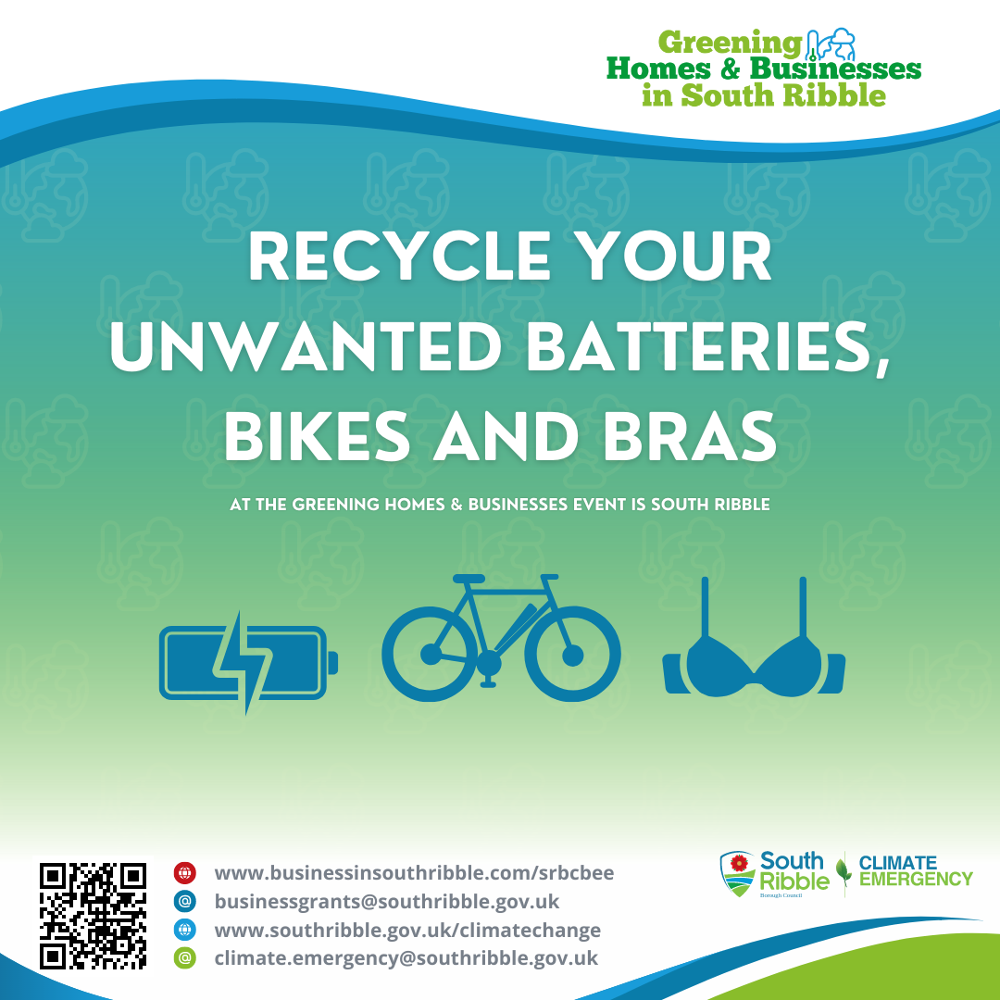 Greening
Homes & Businesses
in South Ribble
RECYCLE YOUR
UNWANTED BATTERIES,
BIKES AND BRAS
AT THE GREENING HOMES & BUSINESSES EVENT IS SOUTH RIBBLE
www.businessinsouthribble.com/srbcbee
businessgrants@southribble.gov.uk
www.southribble.gov.uk/climatechange
climate.emergency@southribble.gov.uk
South
Ribble
Borough Council
CLIMATE
EMERGENCY